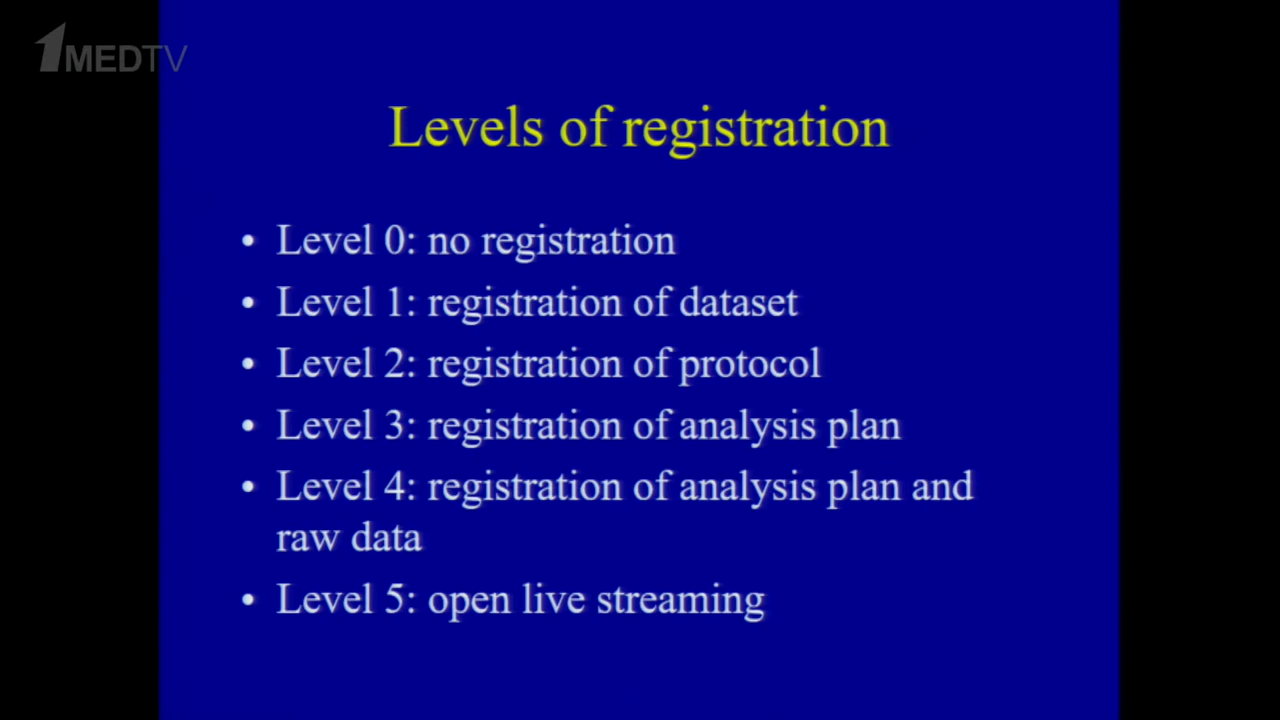 1MEDTV
Levels of registration
• Level 0: no registration
• Level 1: registration of dataset
• Level 2: registration of protocol
• Level 3: registration of analysis plan
• Level 4: registration of analysis plan and
raw data
• Level 5: open live streaming